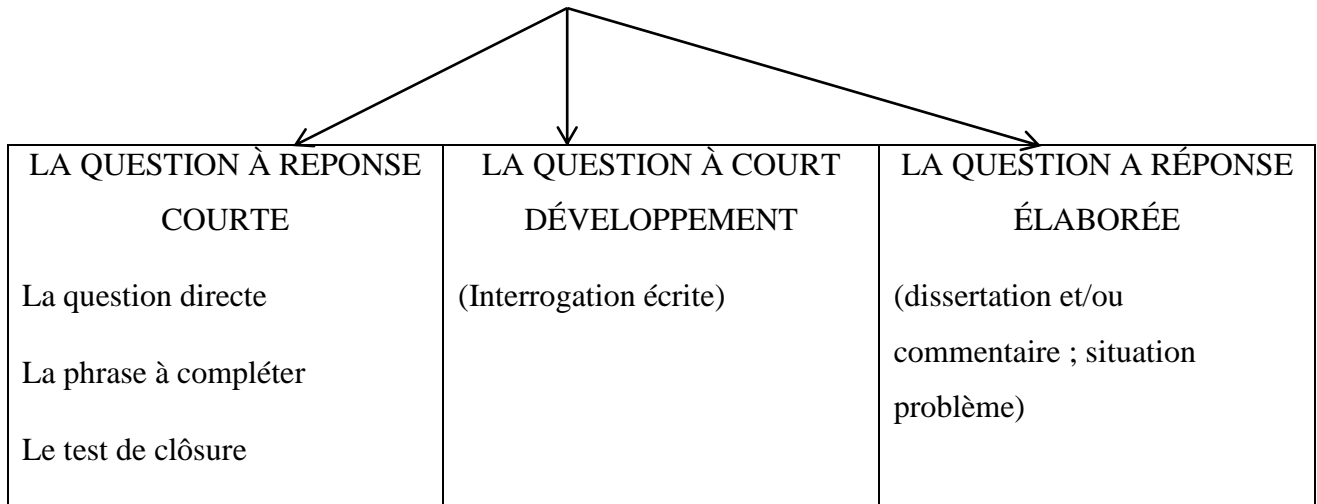 LA QUESTION À REPONSE
COURTE
La question directe
La phrase à compléter
Le test de clôsure
LA QUESTION À COURT
DÉVELOPPEMENT
(Interrogation écrite)
LA QUESTION A RÉPONSE
ÉLABORÉE
(dissertation et/ou
commentaire ; situation
problème)